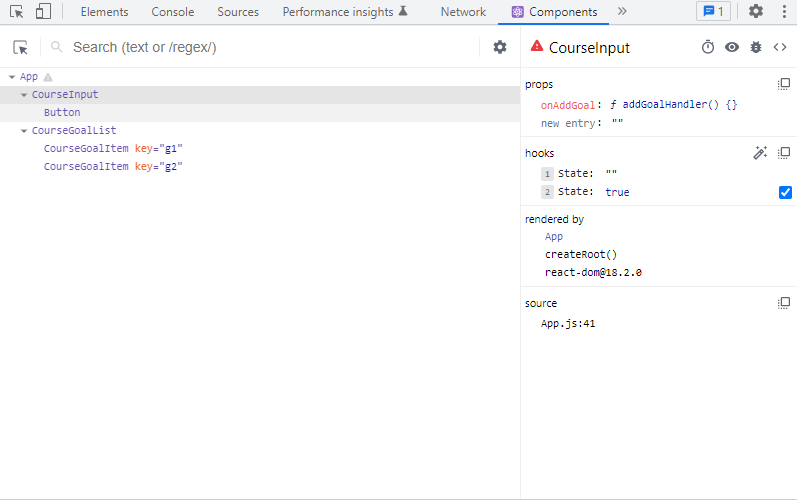 Elements Console Sources Performance insights Network Components 1
Search (text or /regex/)
App
CourseInput
Button
CourseGoalList
CourseGoalItem key="g1"
CourseGoalItem key="g2"
CourseInput
props
onAddGoal: ƒ addGoalHandler() {}
new entry: ""
hooks
1 State: ""
2 State: true
rendered by
App
createRoot()
react-dom@18.2.0
source
App.js:41